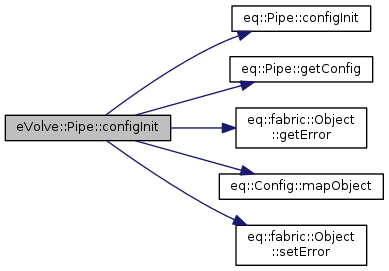 eVolve::Pipe::configInit
eq::Pipe::configInit
eq::Pipe::getConfig
eq::fabric::Object
::getError
eq::Config::mapObject
eq::fabric::Object
::setError